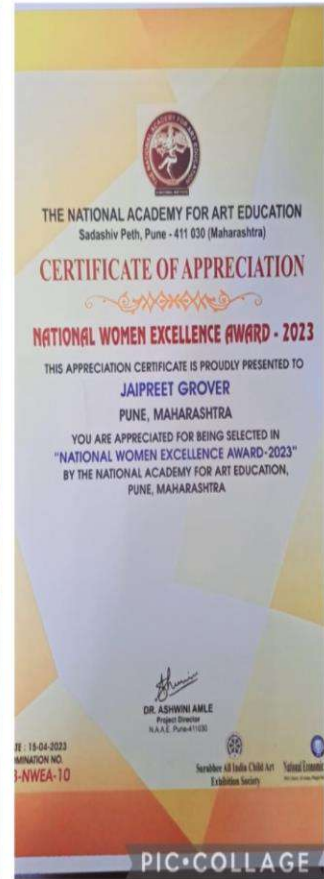 THE NATIONAL ACADEMY FOR ART EDUCATION
Sadashiv Peth, Pune - 411 030 (Maharashtra)
CERTIFICATE OF APPRECIATION
NATIONAL WOMEN EXCELLENCE AWARD - 2023
THIS APPRECIATION CERTIFICATE IS PROUDLY PRESENTED TO
JAIPREET GROVER
PUNE, MAHARASHTRA
YOU ARE APPRECIATED FOR BEING SELECTED IN
"NATIONAL WOMEN EXCELLENCE AWARD-2023"
BY THE NATIONAL ACADEMY FOR ART EDUCATION,
PUNE, MAHARASHTRA
DR. ASHWINI AMLE
Project Director
N.A.A.E. Pune-411030
TE : 15-04-2023
MINATION NO.
-NWEA-10
Surabhee All India Child Art
Exhibition Society
National Economic
PIC•COLLAGE